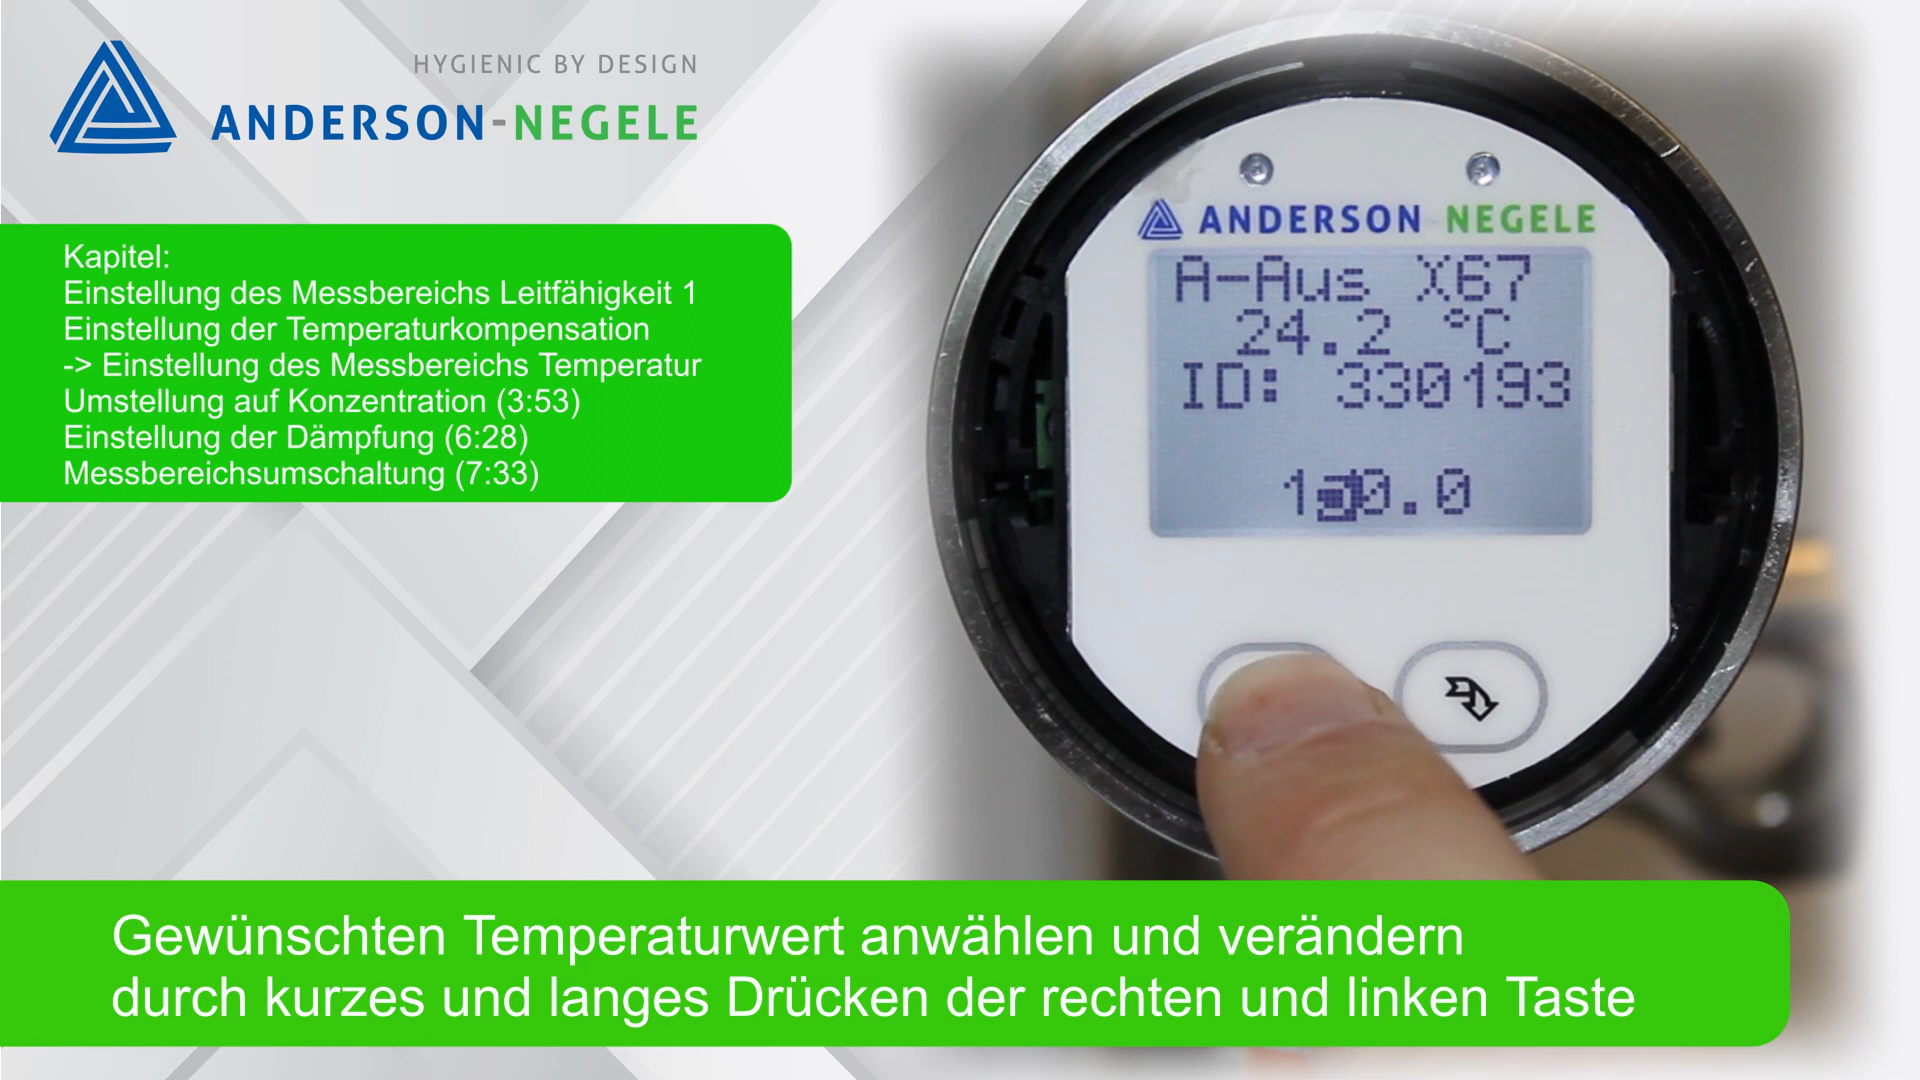 HYGIENIC BY DESIGN
ANDERSON-NEGELE
Kapitel:
Einstellung des Messbereichs Leitfähigkeit 1
Einstellung der Temperaturkompensation
-> Einstellung des Messbereichs Temperatur
Umstellung auf Konzentration (3:53)
Einstellung der Dämpfung (6:28)
Messbereichsumschaltung (7:33)
ANDERSON NEGELE
A-Aus X67
24.2 °C
ID: 330193
Gewünschten Temperaturwert anwählen und verändern
durch kurzes und langes Drücken der rechten und linken Taste